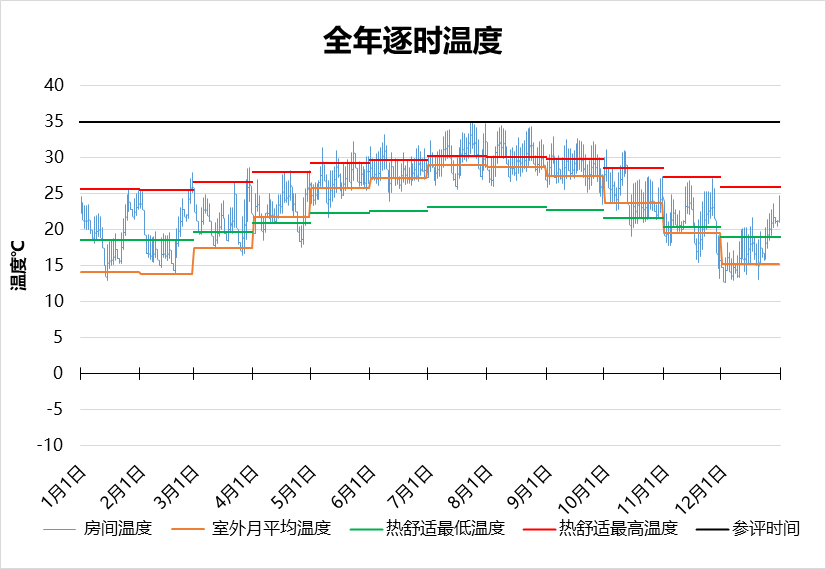 全年逐时温度
40
35
30
25
20
15
10
5
0
-5
-10
温度℃
1月1日
2月1日
3月1日
4月1日
5月1日
6月1日
7月1日
8月1日
9月1日
10月1日
11月1日
12月1日
房间温度
室外月平均温度
热舒适最低温度
热舒适最高温度
参评时间